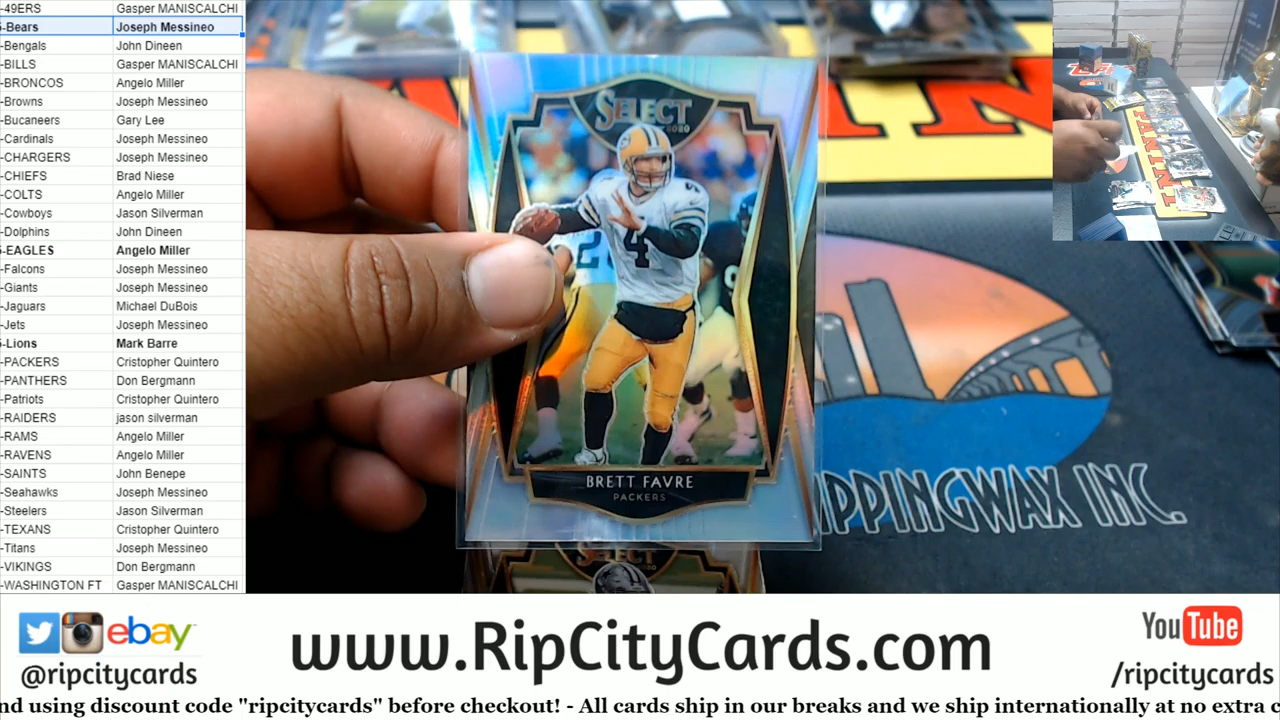 -49ERS Gasper MANISCALCHI
-Bears Joseph Messineo
-Bengals John Dineen
-BILLS Gasper MANISCALCHI
-BRONCOS Angelo Miller
-Browns Joseph Messineo
-Bucaneers Gary Lee
-Cardinals Joseph Messineo
-CHARGERS Joseph Messineo
-CHIEFS Brad Niese
-COLTS Angelo Miller
-Cowboys Jason Silverman
-Dolphins John Dineen
-EAGLES Angelo Miller
-Falcons Joseph Messineo
-Giants Joseph Messineo
-Jaguars Michael DuBois
-Jets Joseph Messineo
-Lions Mark Barre
-PACKERS Cristopher Quintero
-PANTHERS Don Bergmann
-Patriots Cristopher Quintero
-RAIDERS jason silverman
-RAMS Angelo Miller
-RAVENS Angelo Miller
-SAINTS John Benepe
-Seahawks Joseph Messineo
-Steelers Jason Silverman
-TEXANS Cristopher Quintero
-Titans Joseph Messineo
-VIKINGS Don Bergmann
-WASHINGTON FT Gasper MANISCALCHI
SELECT
2020
4
BRETT FAVRE
PACKERS
SELECT
PANINI
IPPINGWAX INC.
ebay
@ripcitycards
www.RipCityCards.com
YouTube
/ripcitycards
nd using discount code "ripcitycards" before checkout! - All cards ship in our breaks and we ship internationally at no extra c